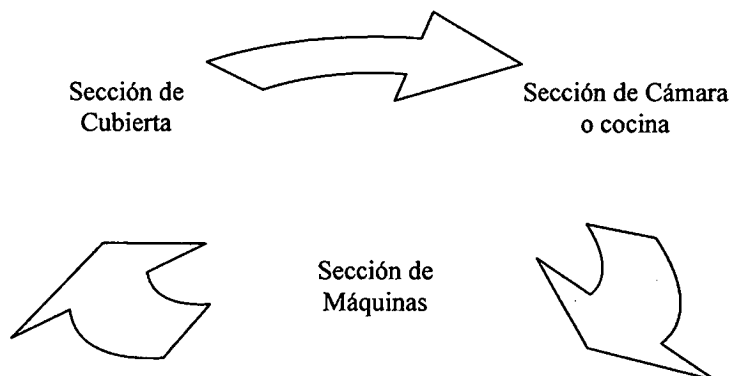 Sección de
Cubierta
Sección de Cámara
o cocina
Sección de
Máquinas